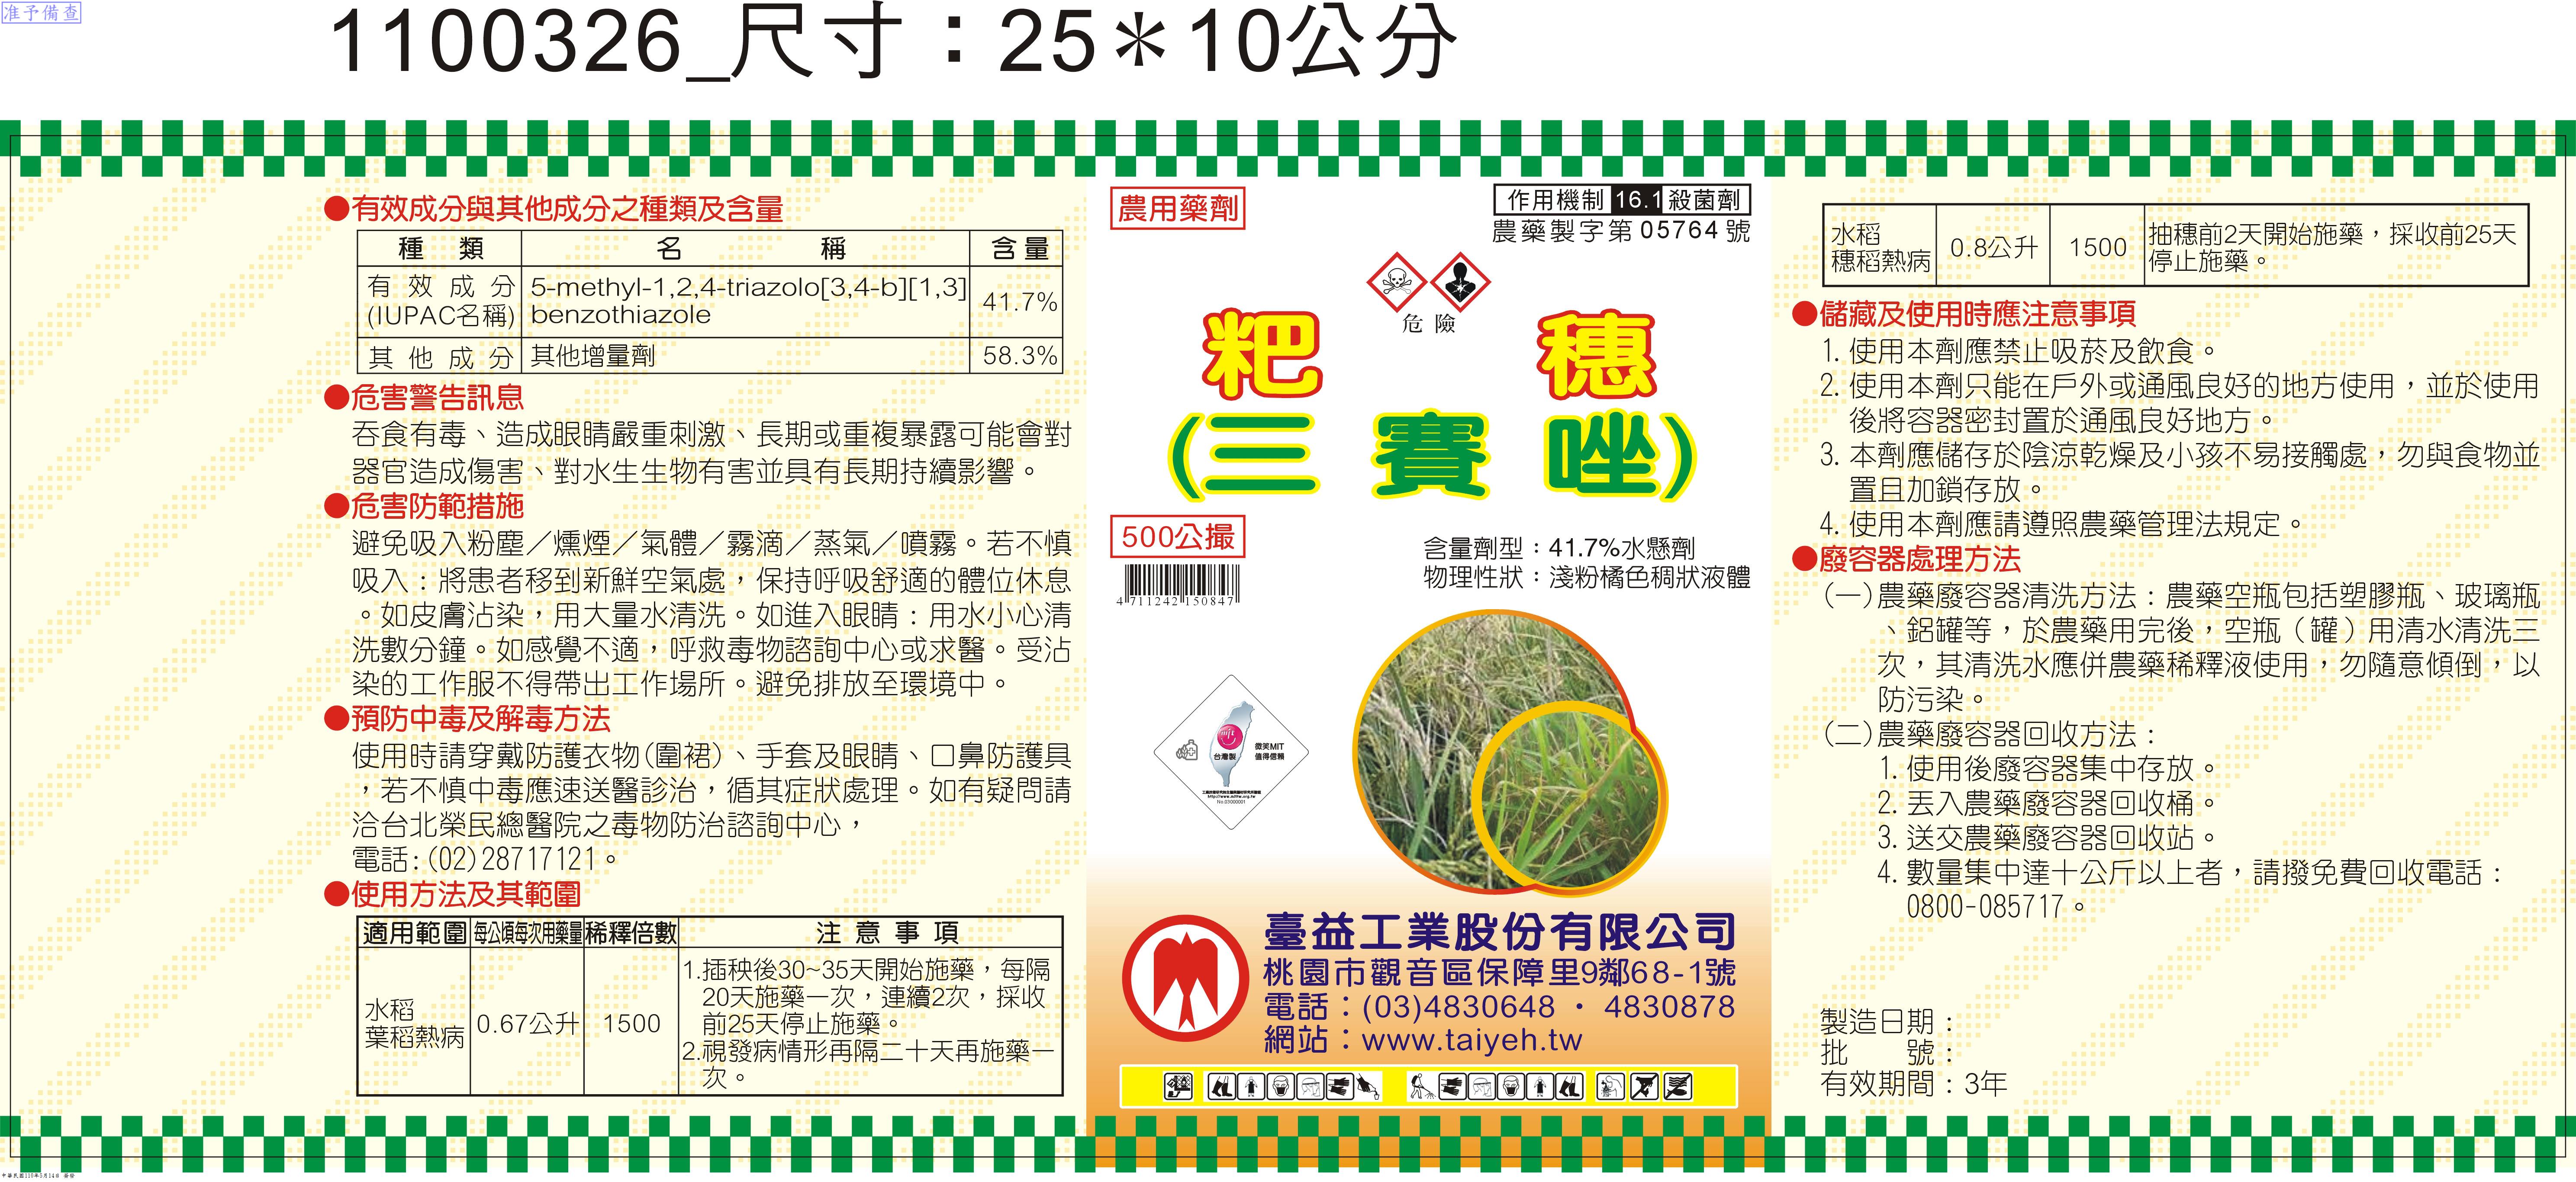 准予備查
1100326_尺寸：25＊10公分
●有效成分與其他成分之種類及含量
種 類 名 稱 含量
有效成分 5-methyl-1,2,4-triazolo[3,4-b][1,3] 41.7%
(IUPAC名稱) benzothiazole
其他成分 其他增量劑 58.3%
●危害警告訊息
吞食有毒、造成眼睛嚴重刺激、長期或重複暴露可能會對
器官造成傷害、對水生生物有害並具有長期持續影響。
●危害防範措施
避免吸入粉塵／燻煙／氣體／霧滴／蒸氣／噴霧。若不慎
吸入：將患者移到新鮮空氣處，保持呼吸舒適的體位休息
。如皮膚沾染，用大量水清洗。如進入眼睛：用水小心清
洗數分鐘。如感覺不適，呼救毒物諮詢中心或求醫。受沾
染的工作服不得帶出工作場所。避免排放至環境中。
●預防中毒及解毒方法
使用時請穿戴防護衣物(圍裙)、手套及眼睛、口鼻防護具
，若不慎中毒應速送醫診治，循其症狀處理。如有疑問請
洽台北榮民總醫院之毒物防治諮詢中心，
電話：(02)28717121。
●使用方法及其範圍
適用範圍 每公頃每次用藥量 稀釋倍數 注意事項
水稻
葉稻熱病 0.67公升 1500
1.插秧後30~35天開始施藥，每隔
20天施藥一次，連續2次，採收
前25天停止施藥。
2.視發病情形再隔二十天再施藥一
次。
農用藥劑
作用機制 16.1 殺菌劑
農藥製字第05764號
危險
粑 穗
(三賽唑)
500公撮
4 711242 150847
含量劑型：41.7%水懸劑
物理性狀：淺粉橘色稠狀液體
mit
台灣製
微笑MIT
值得信賴
臺益工業股份有限公司
桃園市觀音區保障里9鄰68-1號
電話：(03)4830648 · 4830878
網站：www.taiyeh.tw
水稻
穗稻熱病 0.8公升 1500
抽穗前2天開始施藥，採收前25天
停止施藥。
●儲藏及使用時應注意事項
1. 使用本劑應禁止吸菸及飲食。
2. 使用本劑只能在戶外或通風良好的地方使用，並於使用
後將容器密封置於通風良好地方。
3. 本劑應儲存於陰涼乾燥及小孩不易接觸處，勿與食物並
置且加鎖存放。
4. 使用本劑應請遵照農藥管理法規定。
●廢容器處理方法
(一)農藥廢容器清洗方法：農藥空瓶包括塑膠瓶、玻璃瓶
、鋁罐等，於農藥用完後，空瓶（罐）用清水清洗三
次，其清洗水應併農藥稀釋液使用，勿隨意傾倒，以
防污染。
(二)農藥廢容器回收方法：
1. 使用後廢容器集中存放。
2. 丟入農藥廢容器回收桶。
3. 送交農藥廢容器回收站。
4. 數量集中達十公斤以上者，請撥免費回收電話：
0800-085717。
製造日期：
批 號：
有效期間：3年